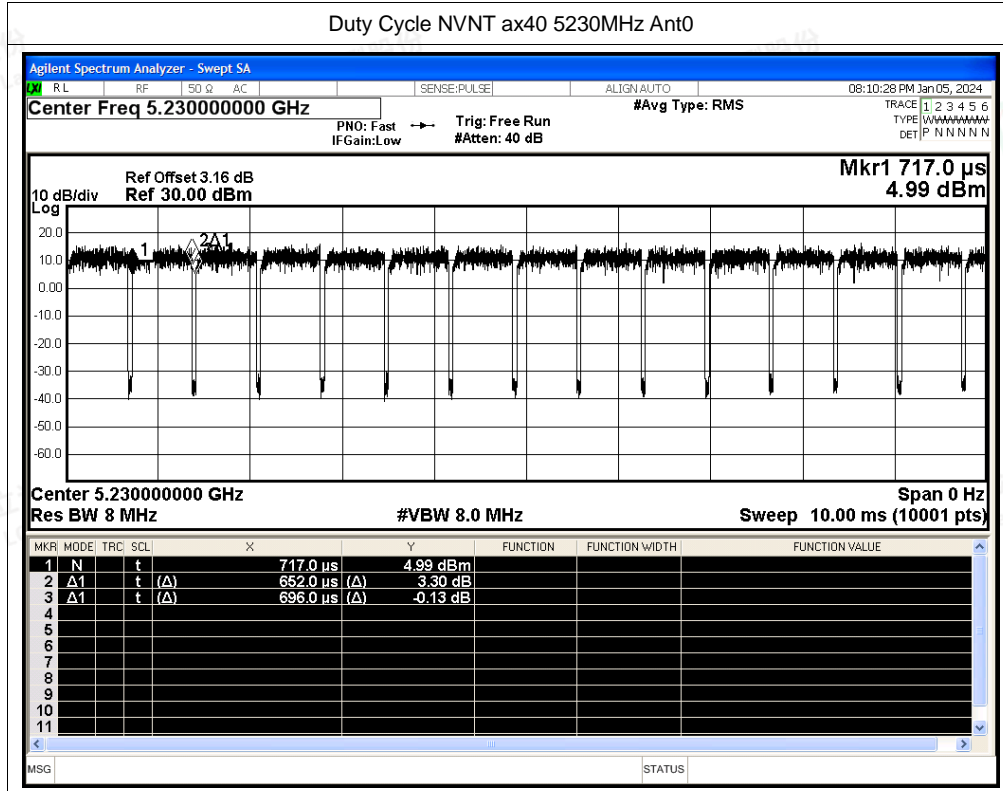 Duty Cycle NVNT ax40 5230MHz Ant0
Agilent Spectrum Analyzer - Swept SA
LXI RL RF 50 Ω AC SENSE:PULSE ALIGN AUTO 08:10:28 PM Jan 05, 2024
Center Freq 5.230000000 GHz #Avg Type: RMS TRACE 1 2 3 4 5 6
PNO: Fast Trig: Free Run TYPE WWWWWW
IFGain:Low #Atten: 40 dB DET P N N N N N
Mkr1 717.0 µs
Ref Offset 3.16 dB
10 dB/div Ref 30.00 dBm 4.99 dBm
Log
20.0
1 2Δ1
10.0
0.00
-10.0
-20.0
-30.0
-40.0
-50.0
-60.0
Center 5.230000000 GHz Span 0 Hz
Res BW 8 MHz #VBW 8.0 MHz Sweep 10.00 ms (10001 pts)
MKR MODE TRC SCL X Y FUNCTION FUNCTION WIDTH FUNCTION VALUE
1 N t 717.0 µs 4.99 dBm
2 Δ1 t (Δ) 652.0 µs (Δ) 3.30 dB
3 Δ1 t (Δ) 696.0 µs (Δ) -0.13 dB
4
5
6
7
8
9
10
11
MSG STATUS